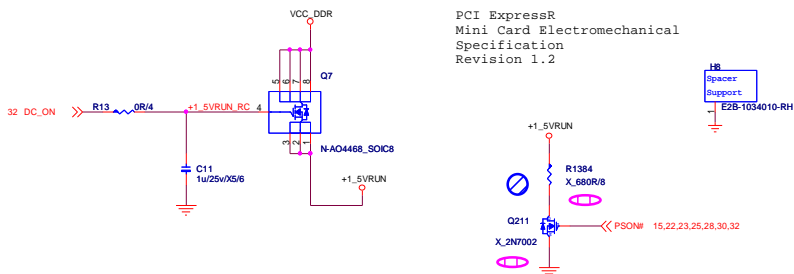 VCC_DDR
PCI ExpressR
Mini Card Electromechanical
Specification
Revision 1.2
5
6
7
8
Q7
H8
Spacer
Support
E2B-1034010-RH
1
32 DC_ON
R13
0R/4
+1_5VRUN_RC
4
3
2
1
N-AO4468_SOIC8
C11
1u/25v/X5/6
+1_5VRUN
+1_5VRUN
R1384
X_680R/8
Q211
PSON# 15,22,23,25,28,30,32
X_2N7002